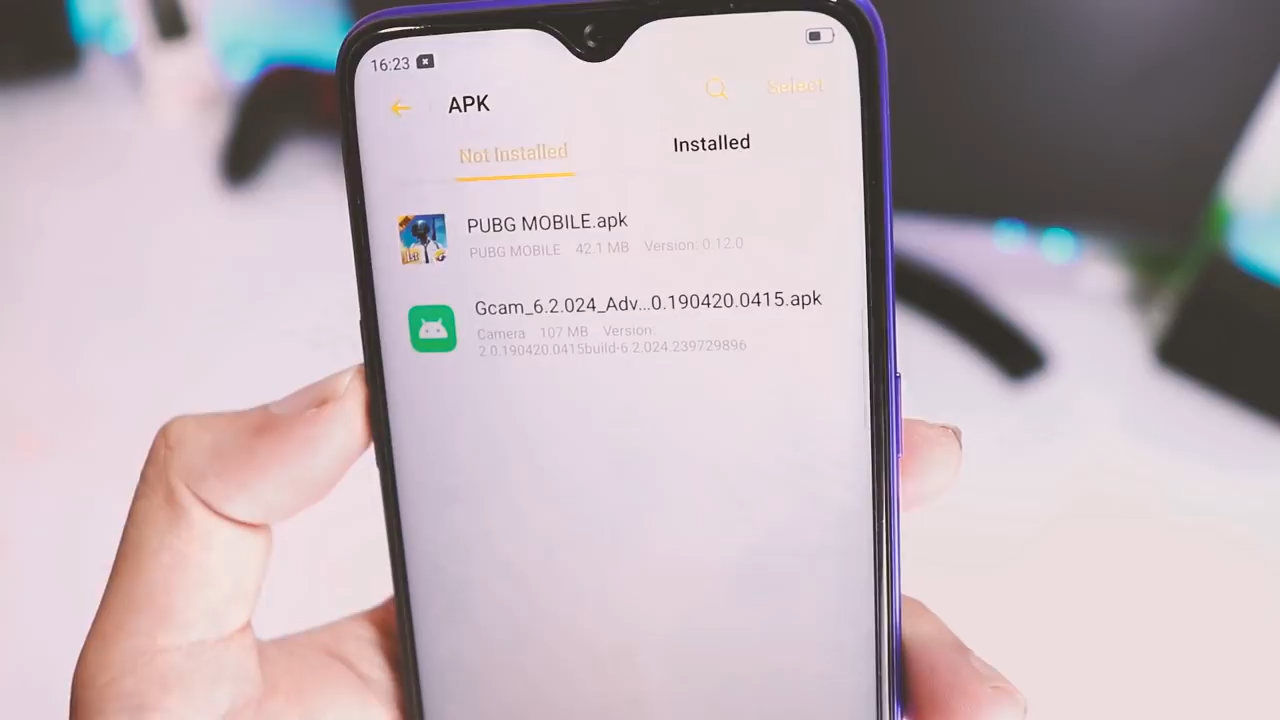 16:23
APK
Select
Not Installed
Installed
PUBG MOBILE.apk
PUBG MOBILE 42.1 MB Version: 0.12.0
Gcam_6.2.024_Adv...0.190420.0415.apk
Camera 107 MB Version:
2.0.190420.0415build-6.2.024.239729896